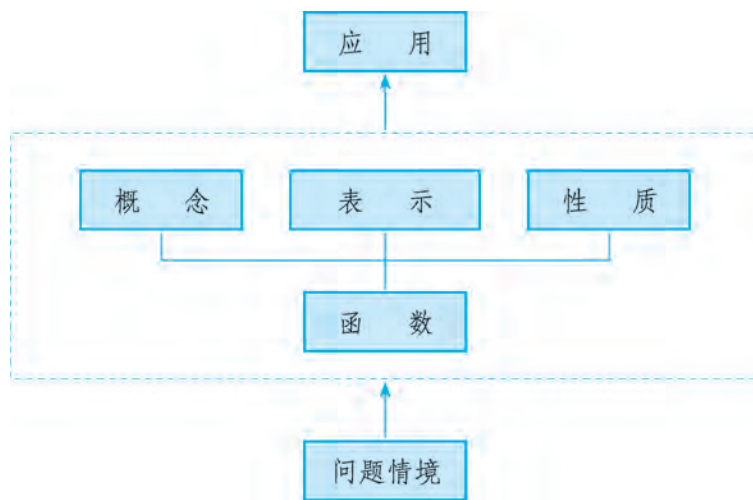 应 用
概 念
表 示
性 质
函 数
问题情境